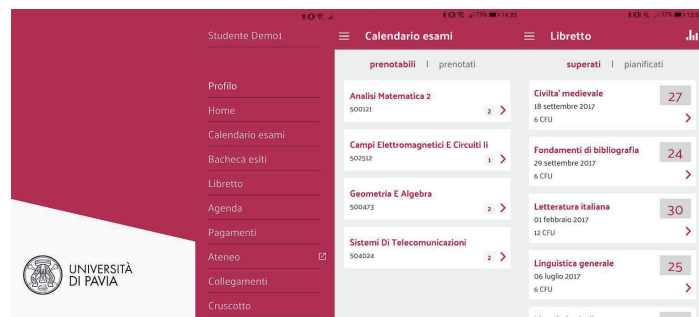 UNIVERSITÀ
DI PAVIA
Studente Demo1
Profilo
Home
Calendario esami
Bacheca esiti
Libretto
Agenda
Pagamenti
Ateneo
Collegamenti
Cruscotto
73% 14:35
Calendario esami
prenotabili | prenotati
Analisi Matematica 2
500121
2
Campi Elettromagnetici E Circuiti Ii
502512
1
Geometria E Algebra
500473
2
Sistemi Di Telecomunicazioni
504024
2
77%
Libretto
superati | pianificati
Civilta' medievale
27
18 settembre 2017
6 CFU
Fondamenti di bibliografia
24
29 settembre 2017
6 CFU
Letteratura italiana
30
01 febbraio 2017
12 CFU
Linguistica generale
25
06 luglio 2017
6 CFU